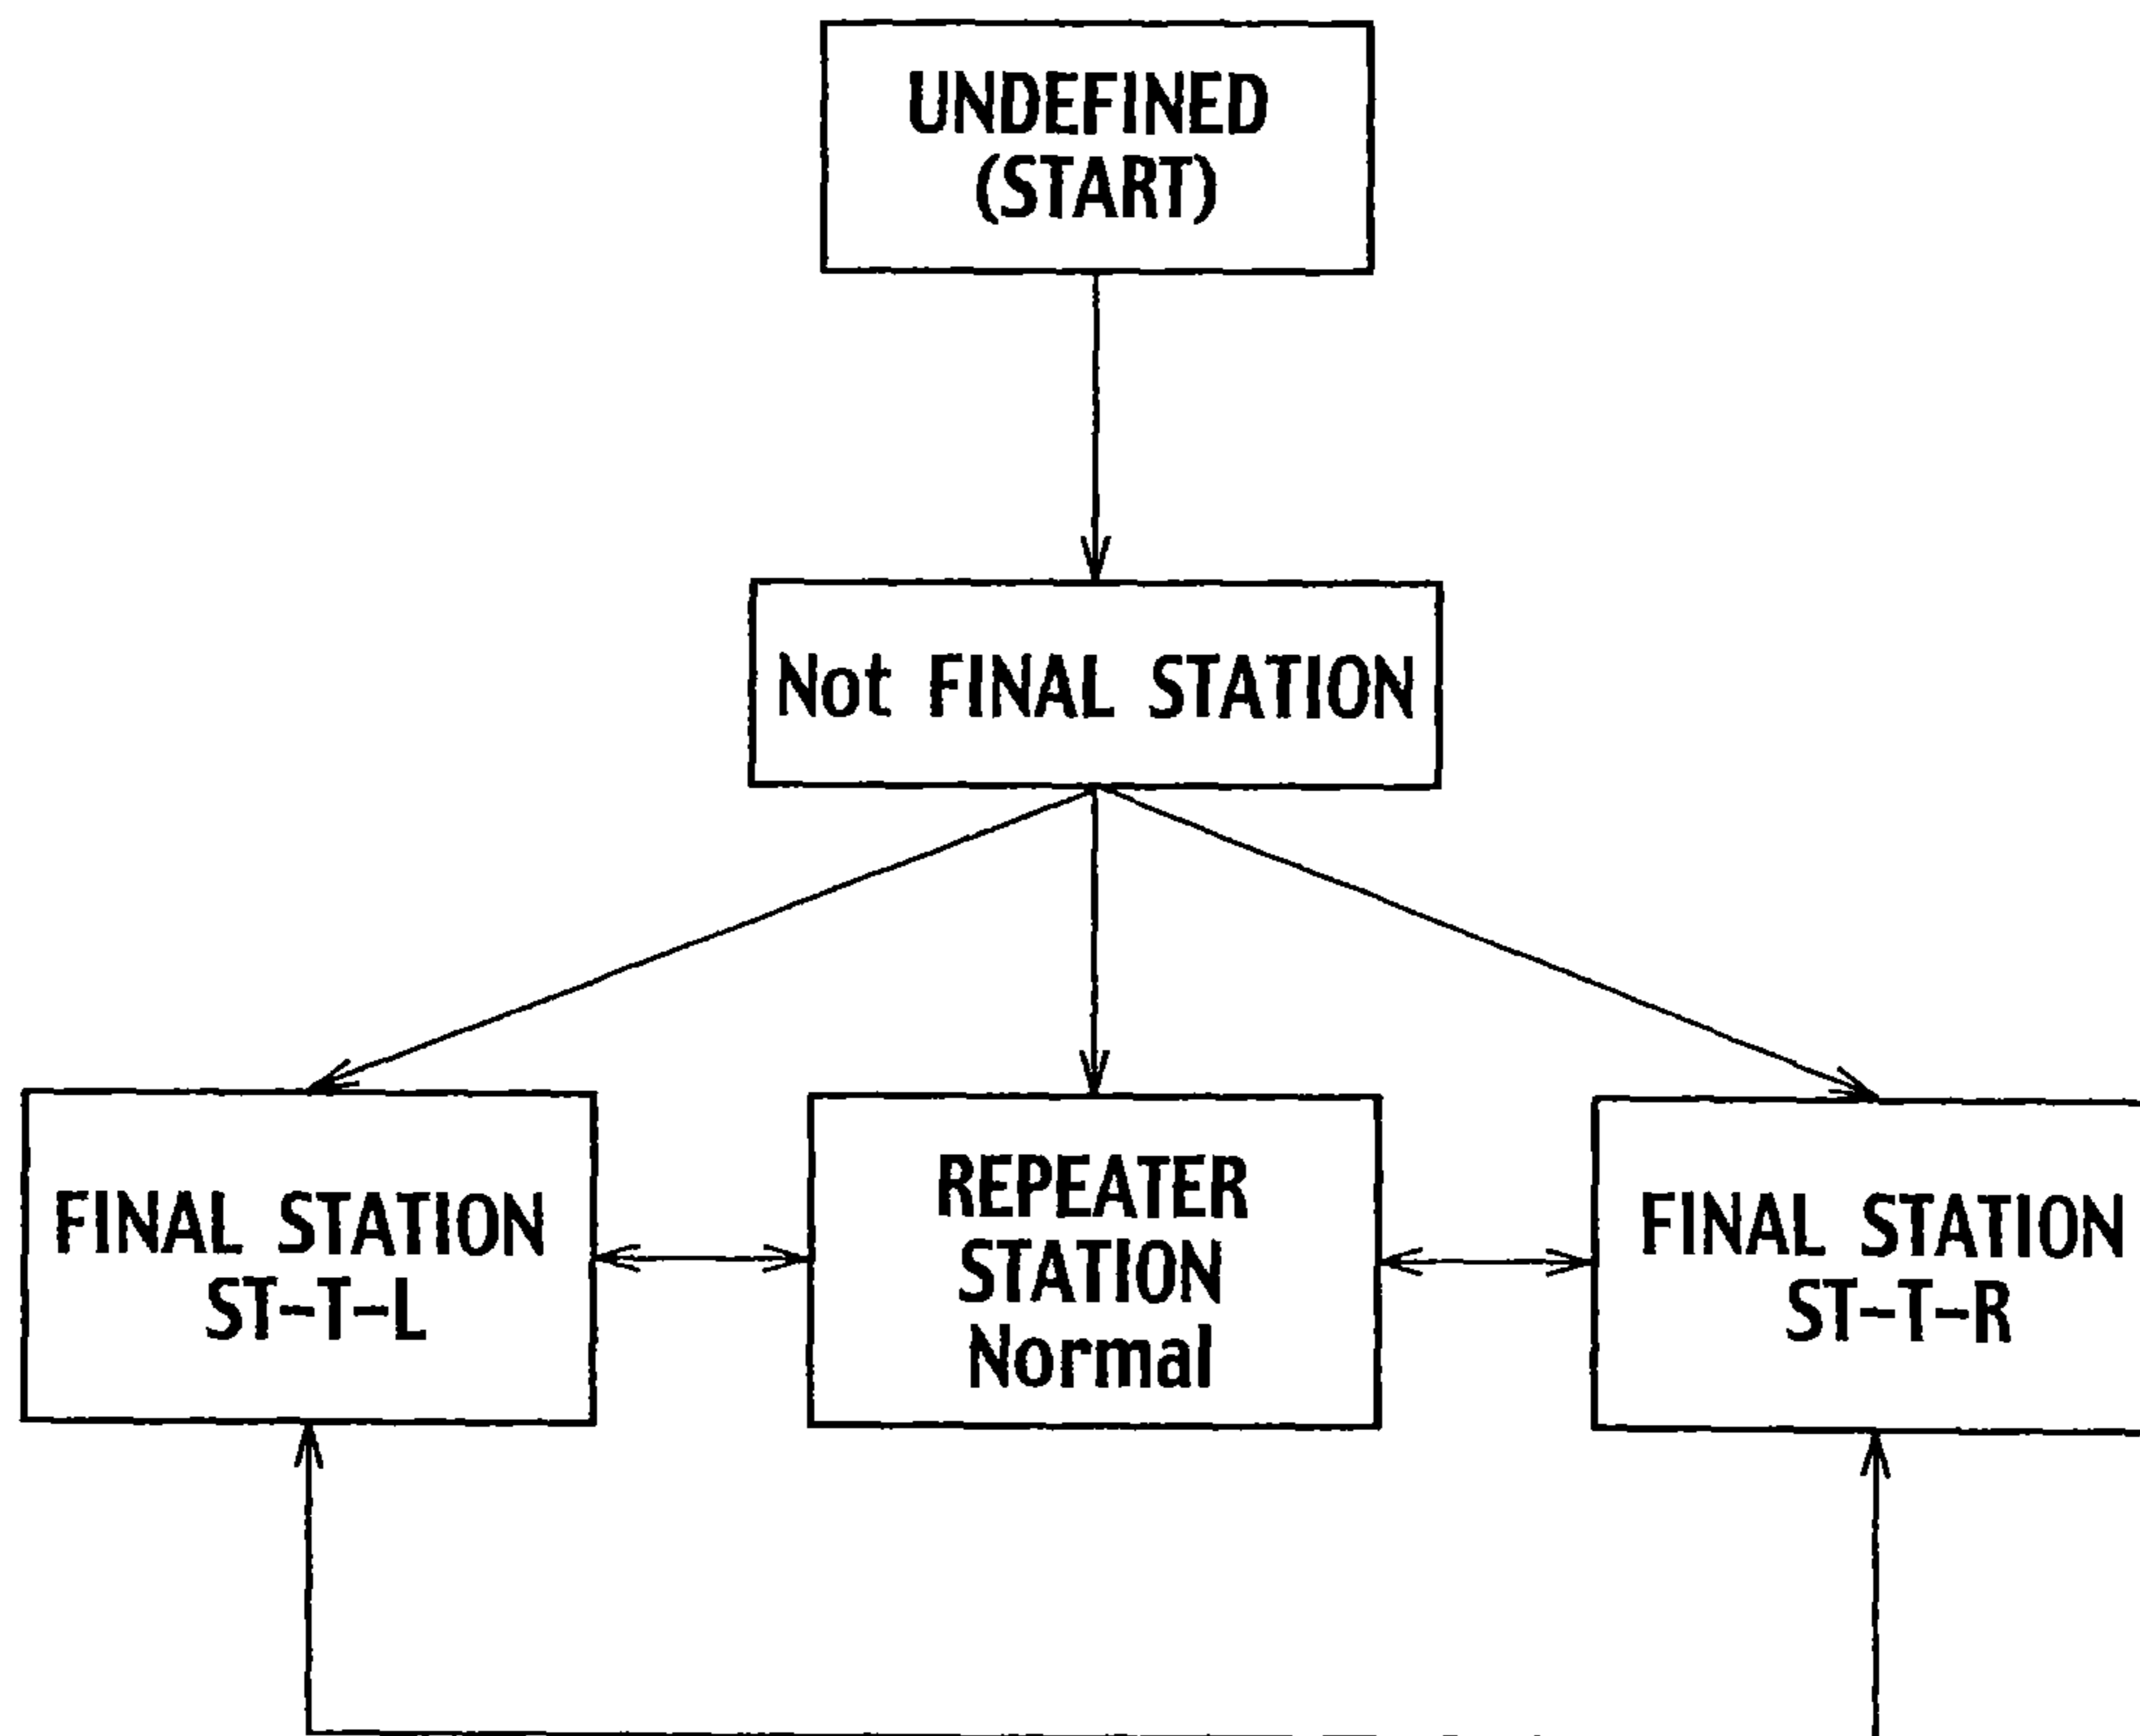 UNDEFINED
(START)
Not FINAL STATION
FINAL STATION
ST-T-L
REPEATER
STATION
Normal
FINAL STATION
ST-T-R